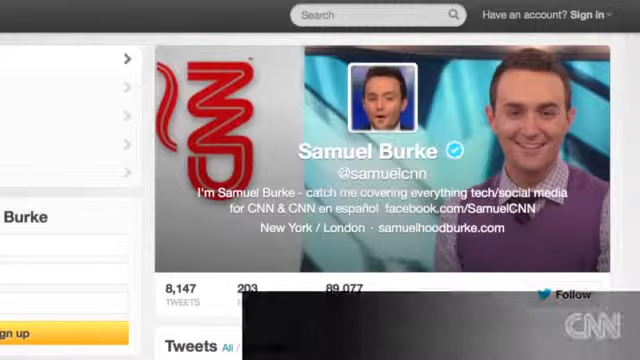 Search
Have an account? Sign in
CNN
Samuel Burke
@samuelcnn
I'm Samuel Burke - catch me covering everything tech/social media
for CNN & CNN en español facebook.com/SamuelCNN
New York / London · samuelhoodburke.com
Burke
8,147
203
89,077
TWEETS
Follow
gn up
Tweets All /
CNN